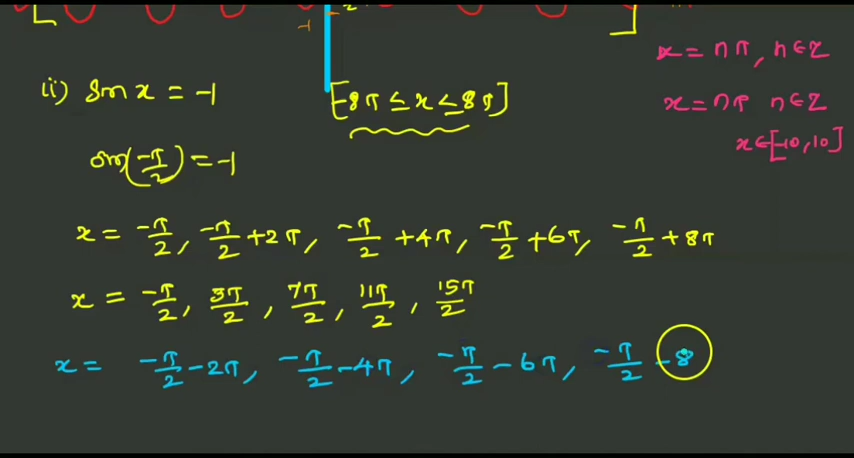 x = nπ, n∈Z
(ii) Sin x = -1
[-8π ≤ x ≤ 8π]
x = nπ n∈Z
x∈[-10, 10]
Sin(-π/2) = -1
x = -π/2, -π/2 + 2π, -π/2 + 4π, -π/2 + 6π, -π/2 + 8π
x = -π/2, 3π/2, 7π/2, 11π/2, 15π/2
x = -π/2 - 2π, -π/2 - 4π, -π/2 - 6π, -π/2 - 8